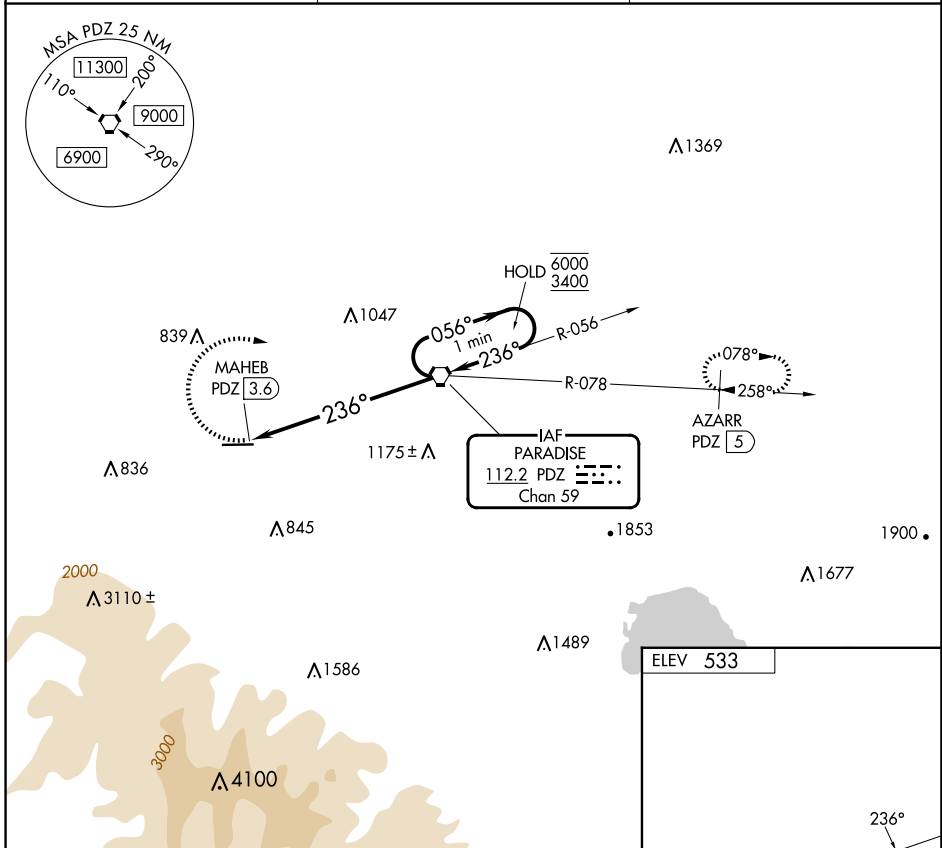 MSA PDZ 25 NM
11300
110°
200°
9000
6900
290°
1369
HOLD 6000
3400
1047
056°
R-056
839
1 min
236°
MAHEB
PDZ 3.6
078°
R-078
258°
236°
AZARR
PDZ 5
IAF
PARADISE
112.2 PDZ
Chan 59
1175 ±
836
845
1853
1900
2000
1677
3110 ±
1489
ELEV 533
1586
3000
4100
236°